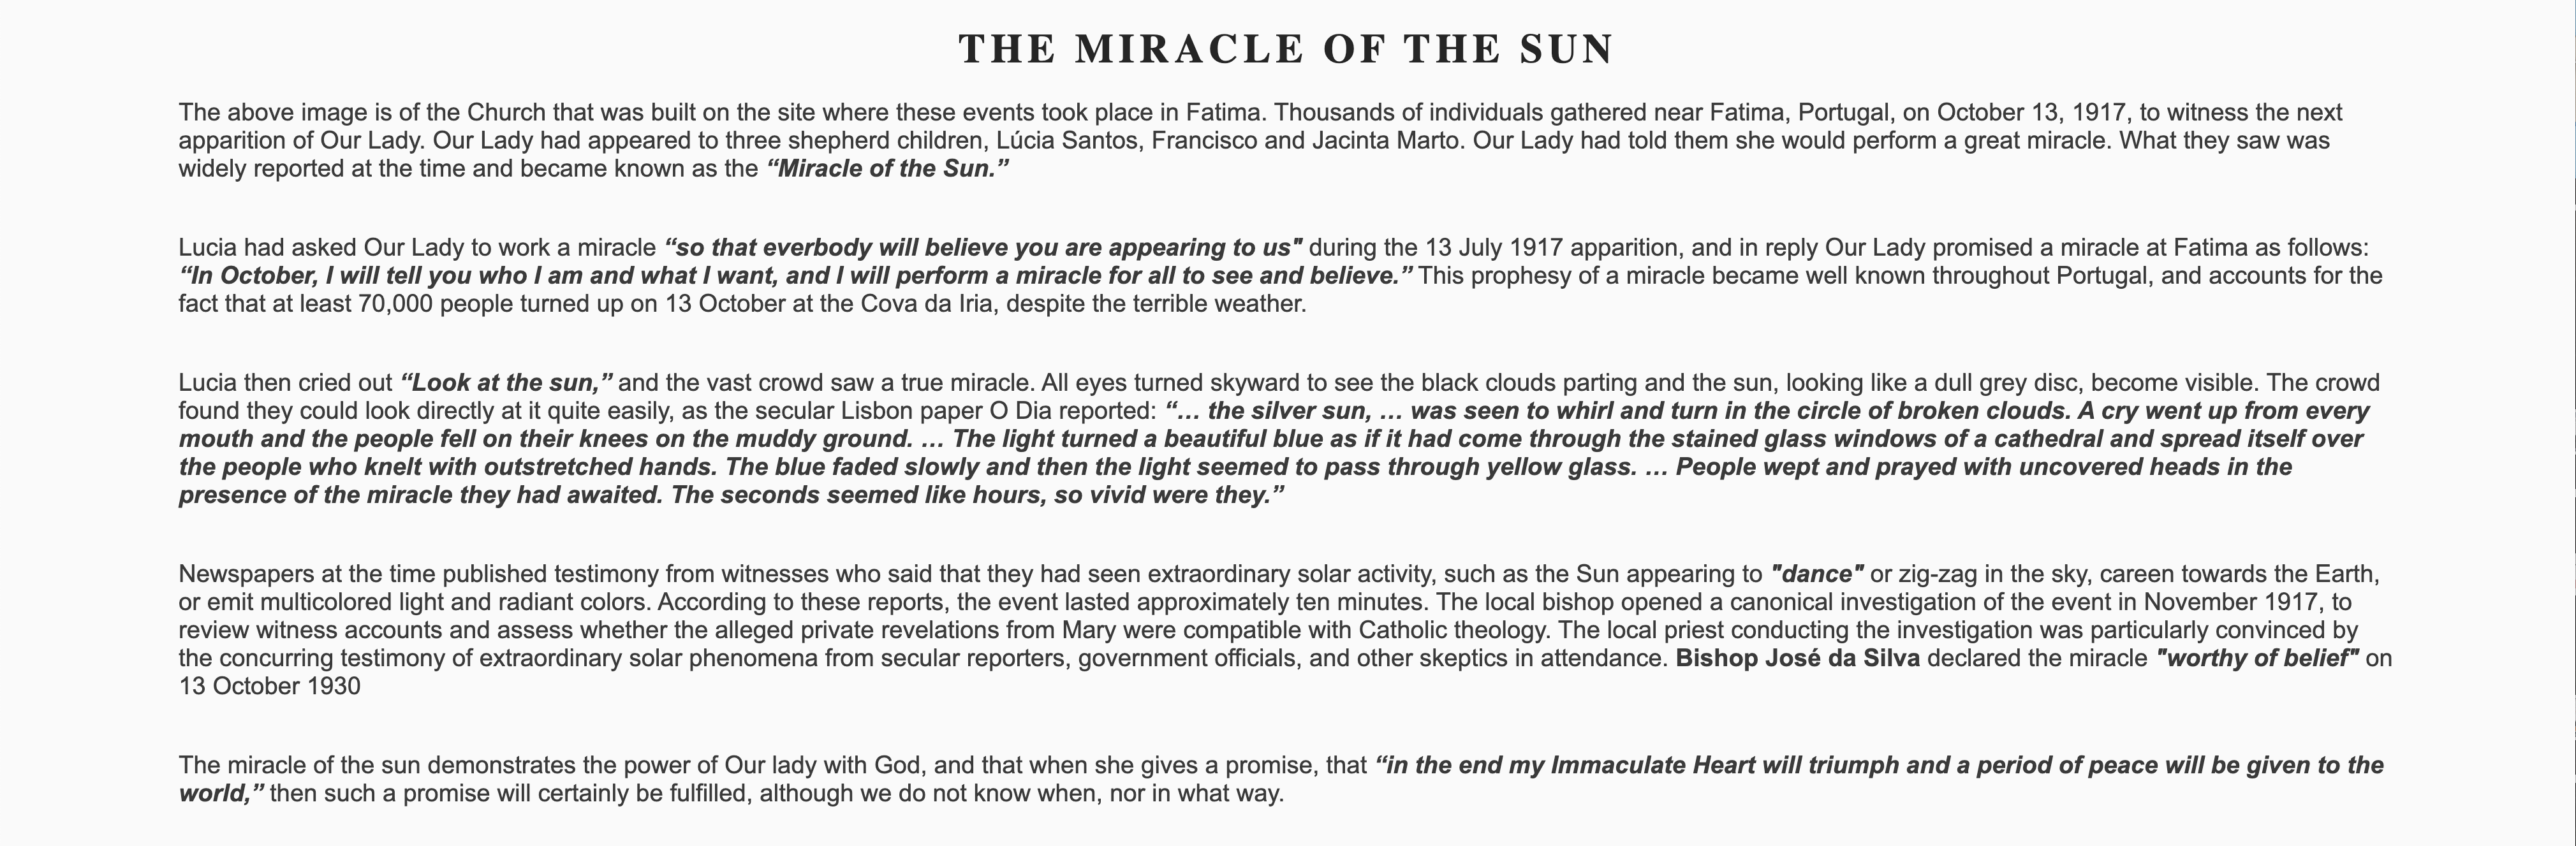 THE MIRACLE OF THE SUN
The above image is of the Church that was built on the site where these events took place in Fatima. Thousands of individuals gathered near Fatima, Portugal, on October 13, 1917, to witness the next
apparition of Our Lady. Our Lady had appeared to three shepherd children, Lúcia Santos, Francisco and Jacinta Marto. Our Lady had told them she would perform a great miracle. What they saw was
widely reported at the time and became known as the “Miracle of the Sun.”
Lucia had asked Our Lady to work a miracle “so that everbody will believe you are appearing to us" during the 13 July 1917 apparition, and in reply Our Lady promised a miracle at Fatima as follows:
“In October, I will tell you who I am and what I want, and I will perform a miracle for all to see and believe.” This prophesy of a miracle became well known throughout Portugal, and accounts for the
fact that at least 70,000 people turned up on 13 October at the Cova da Iria, despite the terrible weather.
Lucia then cried out “Look at the sun,” and the vast crowd saw a true miracle. All eyes turned skyward to see the black clouds parting and the sun, looking like a dull grey disc, become visible. The crowd
found they could look directly at it quite easily, as the secular Lisbon paper O Dia reported: “… the silver sun, … was seen to whirl and turn in the circle of broken clouds. A cry went up from every
mouth and the people fell on their knees on the muddy ground. … The light turned a beautiful blue as if it had come through the stained glass windows of a cathedral and spread itself over
the people who knelt with outstretched hands. The blue faded slowly and then the light seemed to pass through yellow glass. … People wept and prayed with uncovered heads in the
presence of the miracle they had awaited. The seconds seemed like hours, so vivid were they.”
Newspapers at the time published testimony from witnesses who said that they had seen extraordinary solar activity, such as the Sun appearing to "dance" or zig-zag in the sky, careen towards the Earth,
or emit multicolored light and radiant colors. According to these reports, the event lasted approximately ten minutes. The local bishop opened a canonical investigation of the event in November 1917, to
review witness accounts and assess whether the alleged private revelations from Mary were compatible with Catholic theology. The local priest conducting the investigation was particularly convinced by
the concurring testimony of extraordinary solar phenomena from secular reporters, government officials, and other skeptics in attendance. Bishop José da Silva declared the miracle "worthy of belief" on
13 October 1930
The miracle of the sun demonstrates the power of Our lady with God, and that when she gives a promise, that “in the end my Immaculate Heart will triumph and a period of peace will be given to the
world,” then such a promise will certainly be fulfilled, although we do not know when, nor in what way.